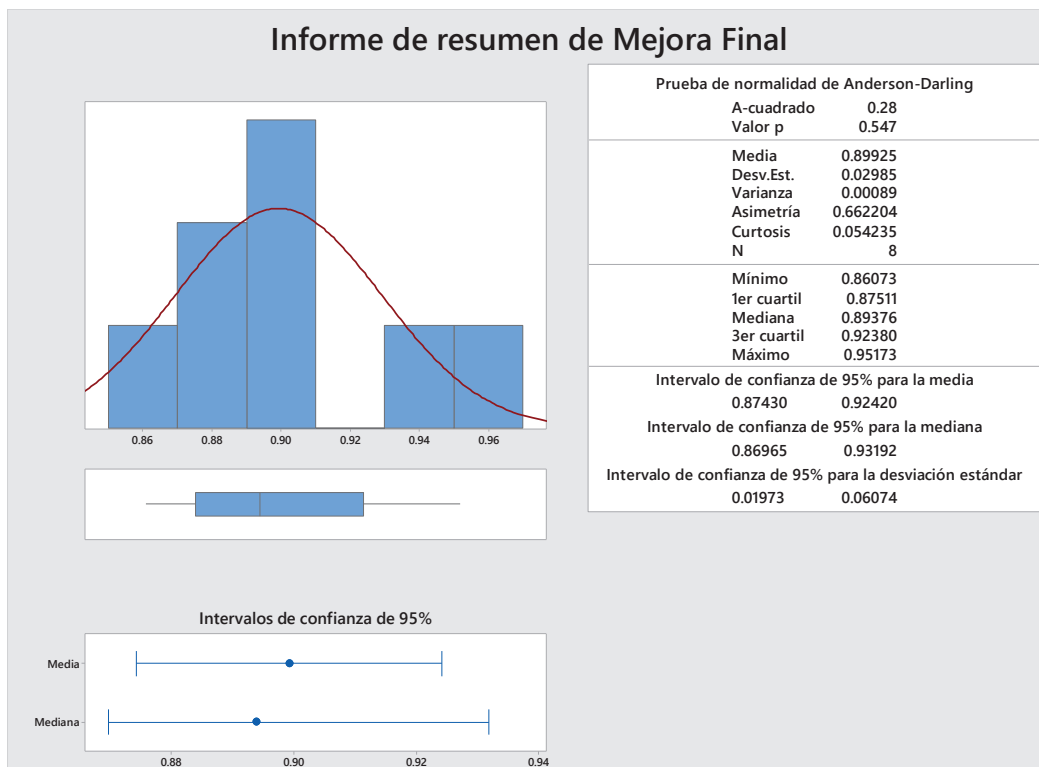 Informe de resumen de Mejora Final
0.86 0.88 0.90 0.92 0.94 0.96
Intervalos de confianza de 95%
Media
Mediana
0.88 0.90 0.92 0.94
Prueba de normalidad de Anderson-Darling
A-cuadrado 0.28
Valor p 0.547
Media 0.89925
Desv.Est. 0.02985
Varianza 0.00089
Asimetría 0.662204
Curtosis 0.054235
N 8
Mínimo 0.86073
1er cuartil 0.87511
Mediana 0.89376
3er cuartil 0.92380
Máximo 0.95173
Intervalo de confianza de 95% para la media
0.87430 0.92420
Intervalo de confianza de 95% para la mediana
0.86965 0.93192
Intervalo de confianza de 95% para la desviación estándar
0.01973 0.06074